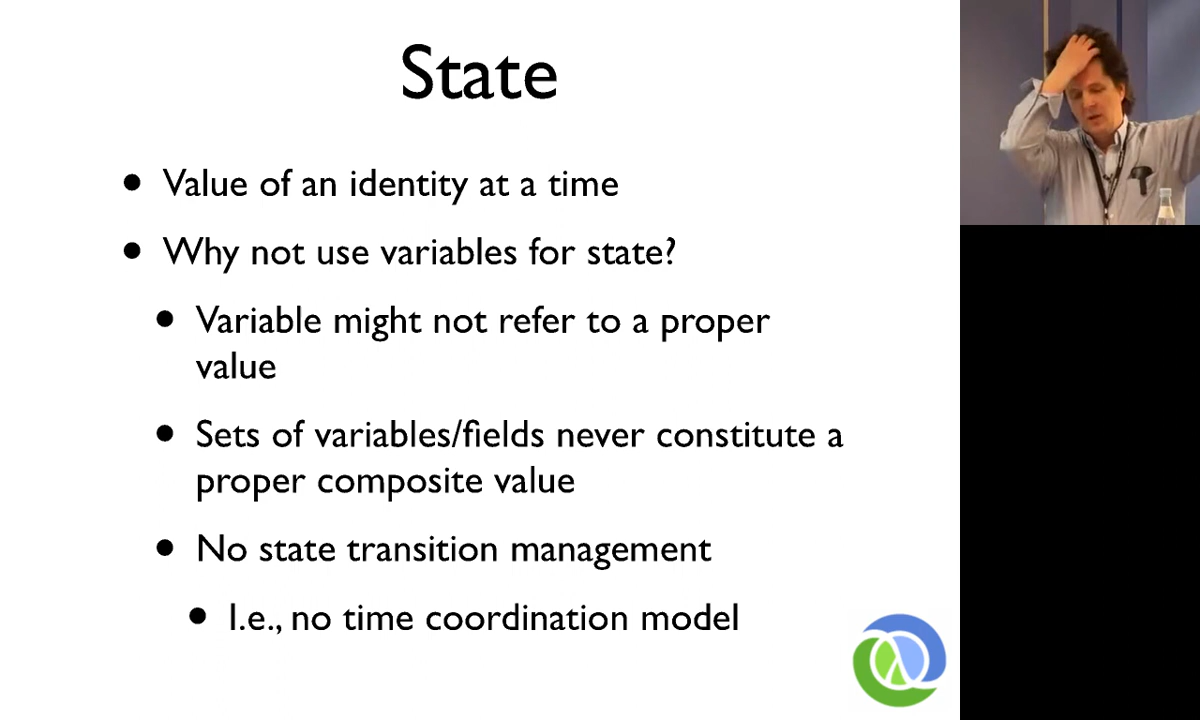 State
• Value of an identity at a time
• Why not use variables for state?
• Variable might not refer to a proper
value
• Sets of variables/fields never constitute a
proper composite value
• No state transition management
• I.e., no time coordination model